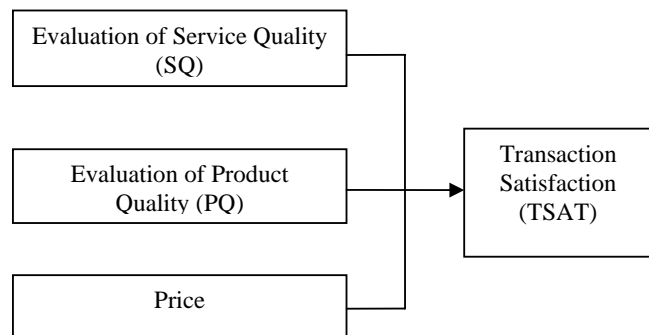 Evaluation of Service Quality
(SQ)
Evaluation of Product
Quality (PQ)
Price
Transaction
Satisfaction
(TSAT)